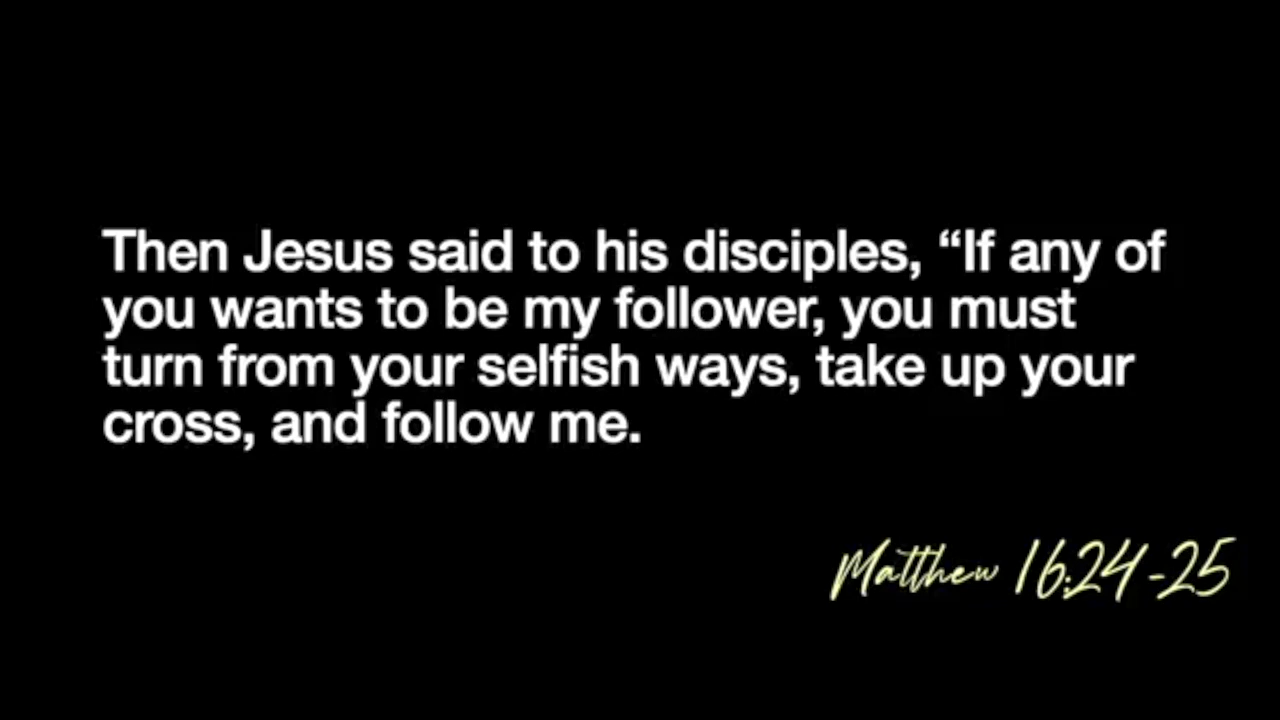 Then Jesus said to his disciples, “If any of
you wants to be my follower, you must
turn from your selfish ways, take up your
cross, and follow me.
Matthew 16:24-25